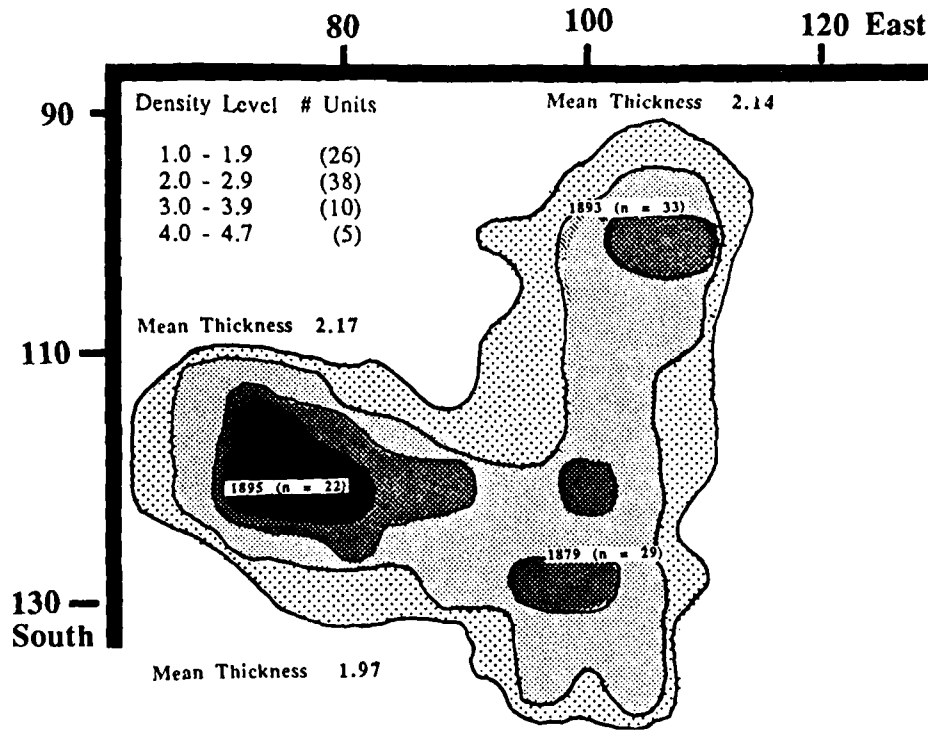 80 100 120 East
90
Density Level # Units
1.0 - 1.9 (26)
2.0 - 2.9 (38)
3.0 - 3.9 (10)
4.0 - 4.7 (5)
Mean Thickness 2.14
1893 (n = 33)
Mean Thickness 2.17
110
1895 (n = 22)
1879 (n = 29)
130
South
Mean Thickness 1.97